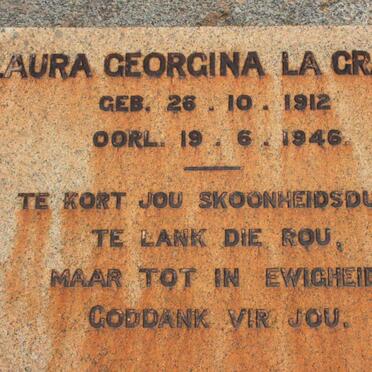 LAURA GEORGINA LA GRA
GEB. 26.10.1912
OORL. 19.6.1946.
TE KORT JOU SKOONHEIDSDU
TE LANK DIE ROU,
MAAR TOT IN EWIGHEID
GODDANK VIR JOU.